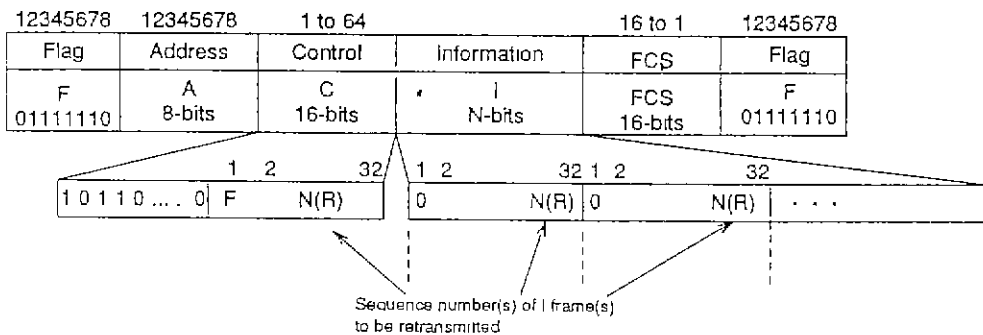 12345678 12345678 1 to 64 16 to 1 12345678
Flag Address Control Information FCS Flag
F A C I FCS F
01111110 8-bits 16-bits N-bits 16-bits 01111110
1 2 32 1 2 32 1 2 32
1 0 1 1 0 .... 0 F N(R) 0 N(R) 0 N(R) . . .
Sequence number(s) of I frame(s)
to be retransmitted